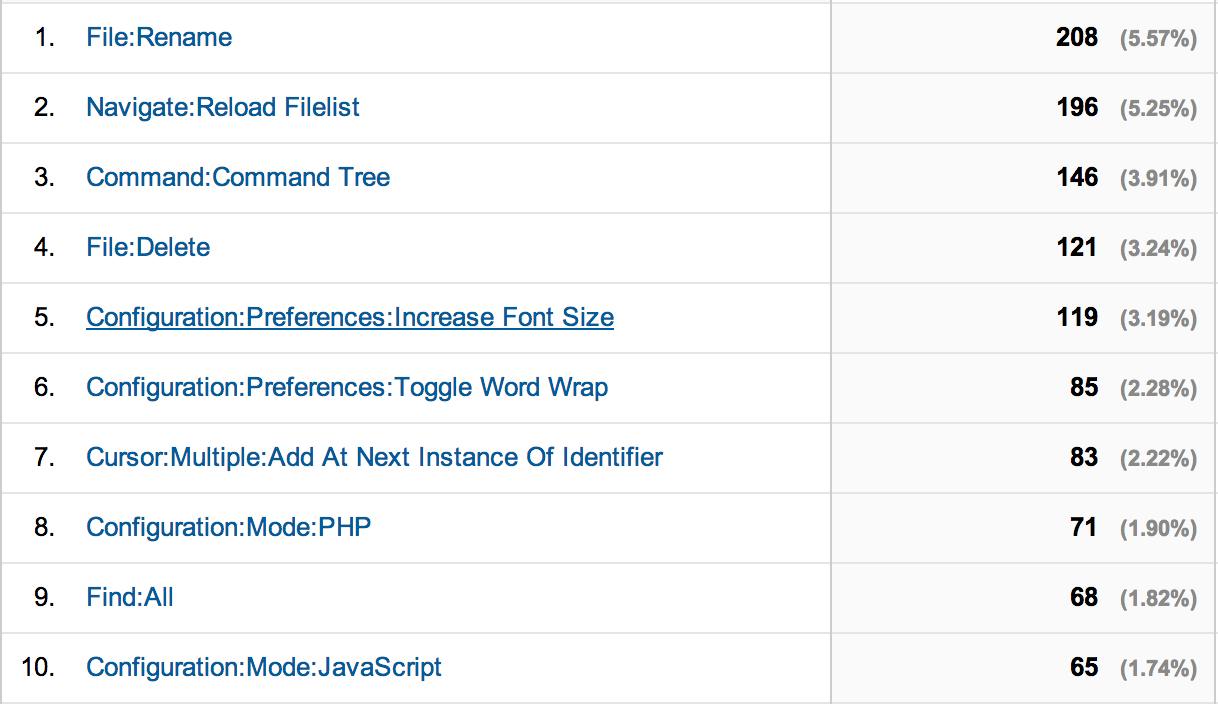 1. File:Rename 208 (5.57%)
2. Navigate:Reload Filelist 196 (5.25%)
3. Command:Command Tree 146 (3.91%)
4. File:Delete 121 (3.24%)
5. Configuration:Preferences:Increase Font Size 119 (3.19%)
6. Configuration:Preferences:Toggle Word Wrap 85 (2.28%)
7. Cursor:Multiple:Add At Next Instance Of Identifier 83 (2.22%)
8. Configuration:Mode:PHP 71 (1.90%)
9. Find:All 68 (1.82%)
10. Configuration:Mode:JavaScript 65 (1.74%)